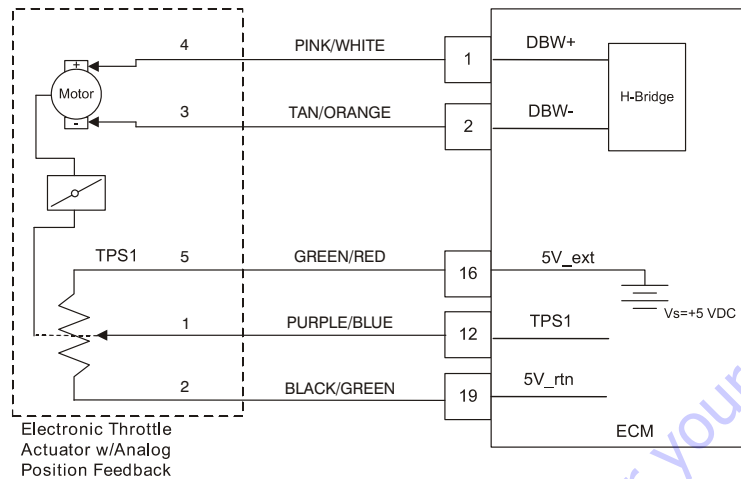 4 PINK/WHITE 1 DBW+
+
Motor
-
H-Bridge
3 TAN/ORANGE 2 DBW-
TPS1 5 GREEN/RED 16 5V_ext
Vs=+5 VDC
1 PURPLE/BLUE 12 TPS1
2 BLACK/GREEN 19 5V_rtn
ECM
Electronic Throttle
Actuator w/Analog
Position Feedback
r your